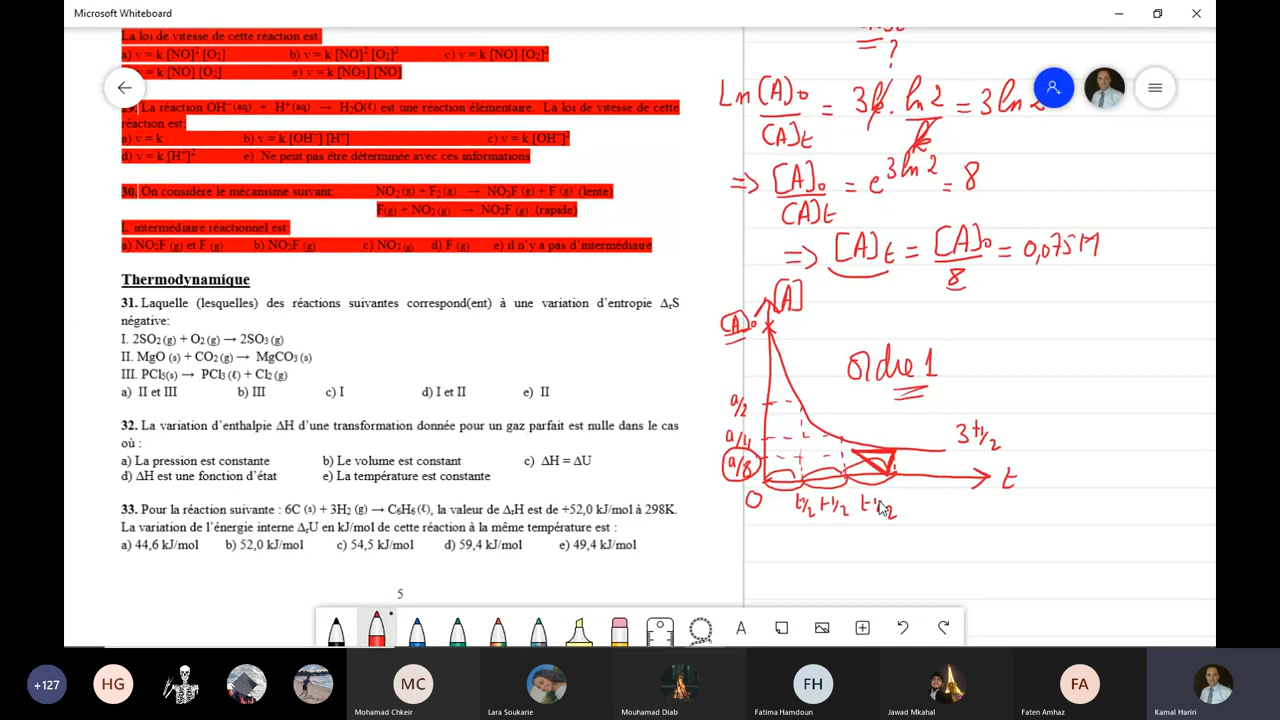 Microsoft Whiteboard
La loi de vitesse de cette réaction est
a) v = k [NO]² [O₂] b) v = k [NO]² [O₂]² c) v = k [NO] [O₂]²
v = k [NO] [O₂] e) v = k [NO₃] [NO]
La réaction OH⁻(aq) + H⁺(aq) → H₂O(ℓ) est une réaction élémentaire. La loi de vitesse de cette
réaction est:
a) v = k b) v = k [OH⁻] [H⁺] c) v = k [OH⁻]²
d) v = k [H⁺]² e) Ne peut pas être déterminée avec ces informations
30. On considère le mécanisme suivant: NO₂ (g) + F₂ (g) → NO₂F (g) + F (g) (lente)
F(g) + NO₂ (g) → NO₂F (g) (rapide)
L'intermédiaire réactionnel est:
a) NO2F (g) et F (g) b) NO₂F (g) c) NO₂ (g) d) F (g) e) il n'y a pas d'intermédiaire
Thermodynamique
31. Laquelle (lesquelles) des réactions suivantes correspond(ent) à une variation d'entropie ΔᵣS
négative:
I. 2SO₂ (g) + O₂ (g) → 2SO₃ (g)
II. MgO (s) + CO₂ (g) → MgCO₃ (s)
III. PCl₅(s) → PCl₃ (ℓ) + Cl₂ (g)
a) II et III b) III c) I d) I et II e) II
32. La variation d'enthalpie ΔH d'une transformation donnée pour un gaz parfait est nulle dans le cas
où :
a) La pression est constante b) Le volume est constant c) ΔH = ΔU
d) ΔH est une fonction d'état e) La température est constante
33. Pour la réaction suivante : 6C (s) + 3H₂ (g) → C₆H₆ (ℓ), la valeur de ΔᵣH est de +52,0 kJ/mol à 298K.
La variation de l'énergie interne ΔᵣU en kJ/mol de cette réaction à la même température est :
a) 44,6 kJ/mol b) 52,0 kJ/mol c) 54,5 kJ/mol d) 59,4 kJ/mol e) 49,4 kJ/mol
5
?
Ln [A]₀/[A]t = 3k . ln2/k = 3 ln 2
=> [A]₀/[A]t = e^3ln2 = 8
=> [A]t = [A]₀/8 = 0,075M
[A]
[A]₀
Ordre 1
a/2
a/4
3 t1/2
a/8
t
0
t1/2 t1/2 t1/2
A
+127
HG
MC
FH
FA
Mohamad Chkeir
Lara Soukarie
Mouhamad Diab
Fatima Hamdoun
Jawad Mkahal
Faten Amhaz
Kamal Hariri